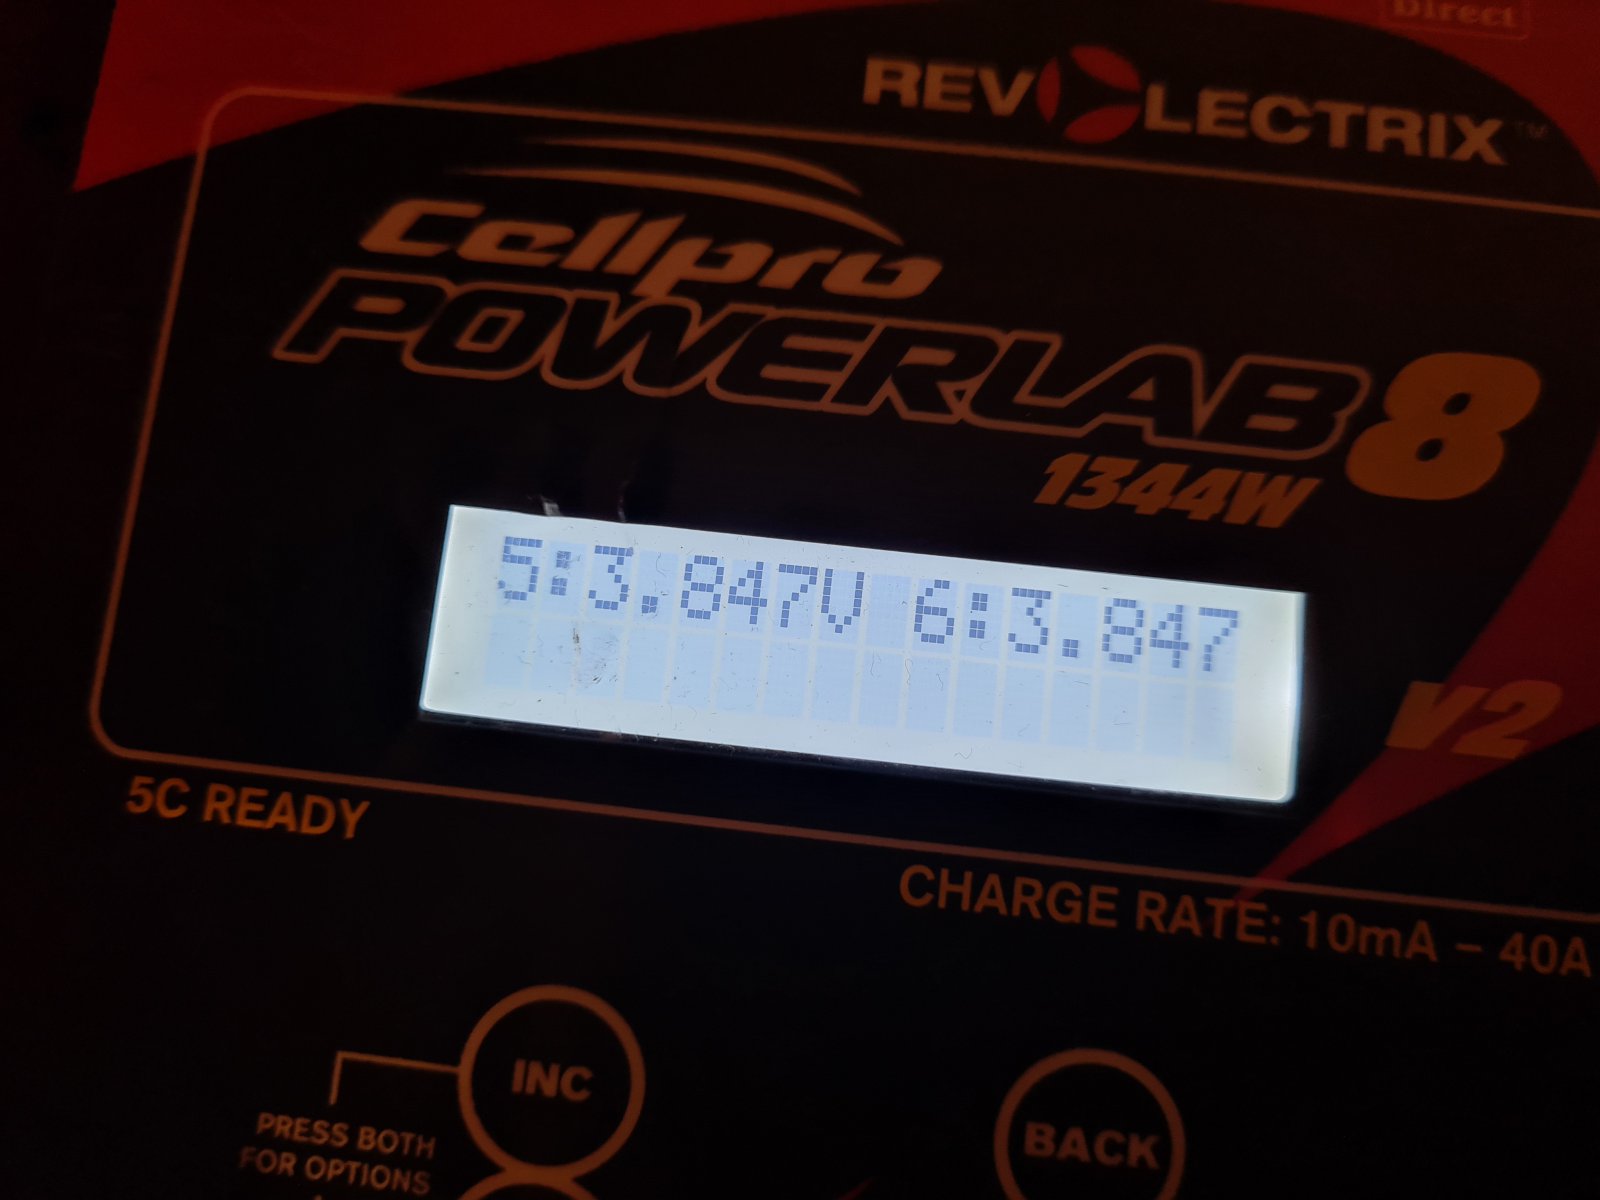 Direct
REVOLECTRIX™
Cellpro
POWERLAB 8
1344W
5:3.847V 6:3.847
V2
5C READY
CHARGE RATE: 10mA – 40A
INC
BACK
PRESS BOTH
FOR OPTIONS